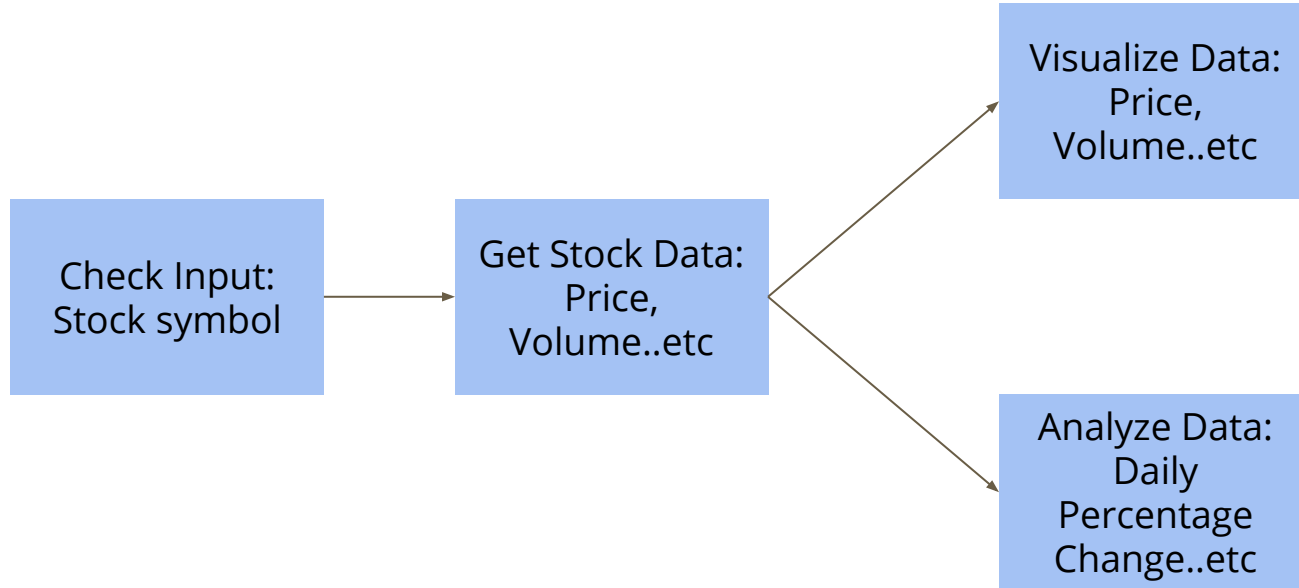 Check Input:
Stock symbol
Get Stock Data:
Price,
Volume..etc
Visualize Data:
Price,
Volume..etc
Analyze Data:
Daily
Percentage
Change..etc